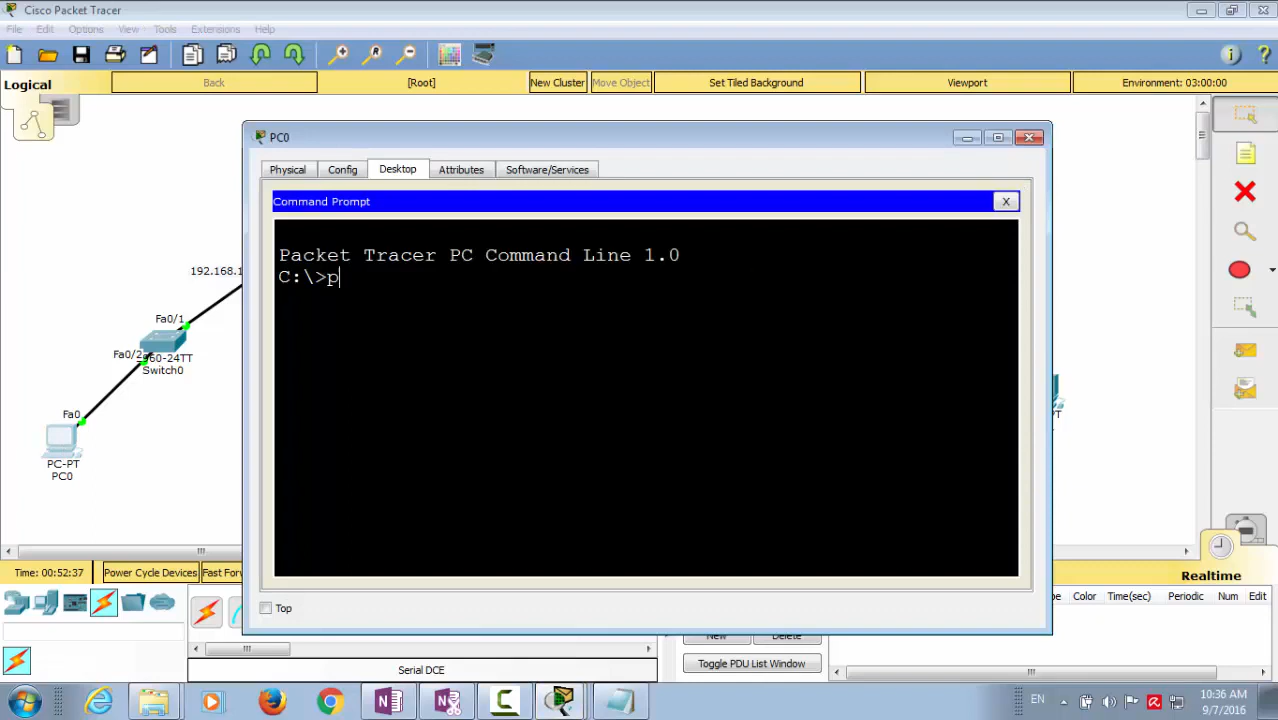 Cisco Packet Tracer
File Edit Options View Tools Extensions Help
Logical Back [Root] New Cluster Move Object Set Tiled Background Viewport Environment: 03:00:00
PC0
Physical Config Desktop Attributes Software/Services
Command Prompt X
Packet Tracer PC Command Line 1.0
C:\>p
192.168.1
Fa0/1
Fa0/2
2960-24TT
Switch0
Fa0
PC-PT
PC0
Time: 00:52:37 Power Cycle Devices Fast For
Realtime
Top
Color Time(sec) Periodic Num Edit
New Delete
Toggle PDU List Window
Serial DCE
EN
10:36 AM
9/7/2016